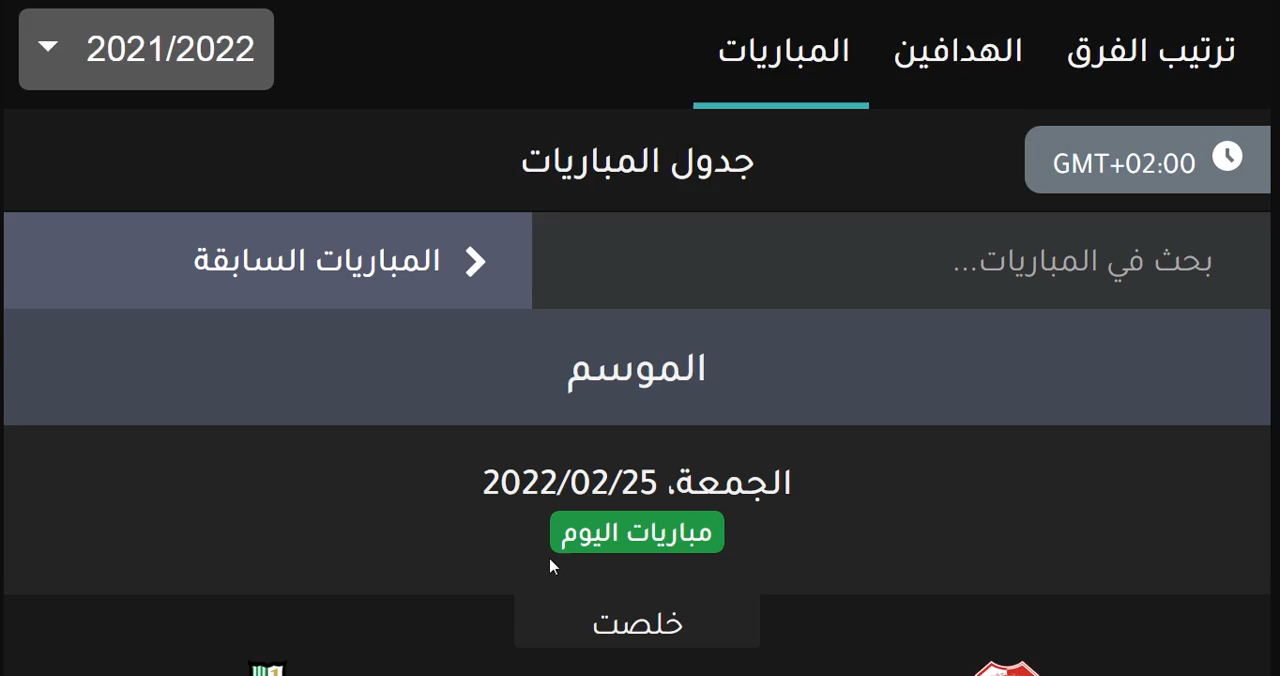 ترتيب الفرق الهدافين المباريات 2021/2022
GMT+02:00
جدول المباريات
بحث في المباريات...
المباريات السابقة
الموسم
الجمعة، 2022/02/25
مباريات اليوم
خلصت